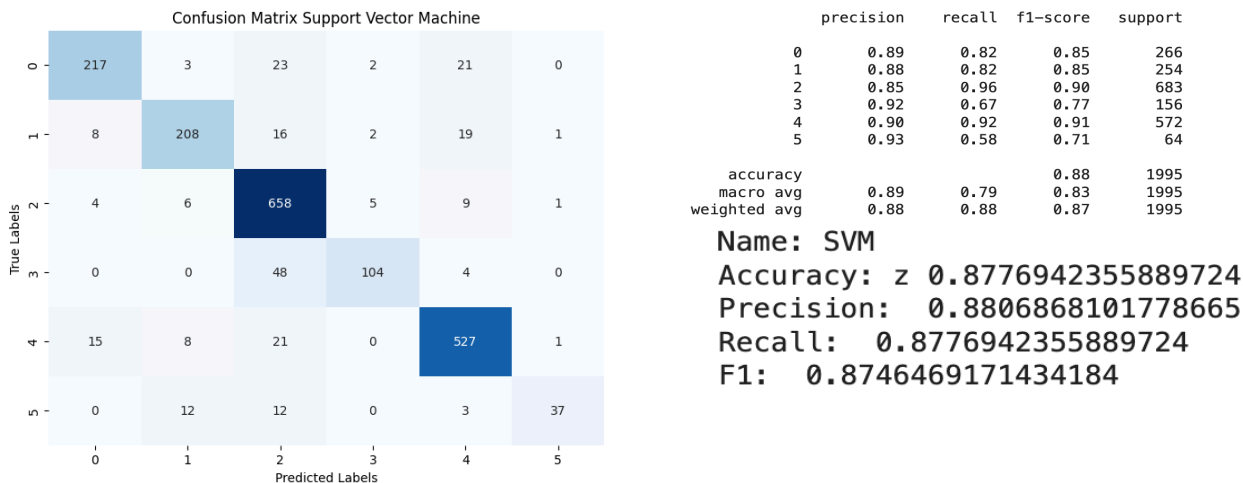 Confusion Matrix Support Vector Machine
True Labels
0 217 3 23 2 21 0
1 8 208 16 2 19 1
2 4 6 658 5 9 1
3 0 0 48 104 4 0
4 15 8 21 0 527 1
5 0 12 12 0 3 37
0 1 2 3 4 5
Predicted Labels
precision recall f1-score support
0 0.89 0.82 0.85 266
1 0.88 0.82 0.85 254
2 0.85 0.96 0.90 683
3 0.92 0.67 0.77 156
4 0.90 0.92 0.91 572
5 0.93 0.58 0.71 64
accuracy 0.88 1995
macro avg 0.89 0.79 0.83 1995
weighted avg 0.88 0.88 0.87 1995
Name: SVM
Accuracy: z 0.8776942355889724
Precision: 0.8806868101778665
Recall: 0.8776942355889724
F1: 0.8746469171434184